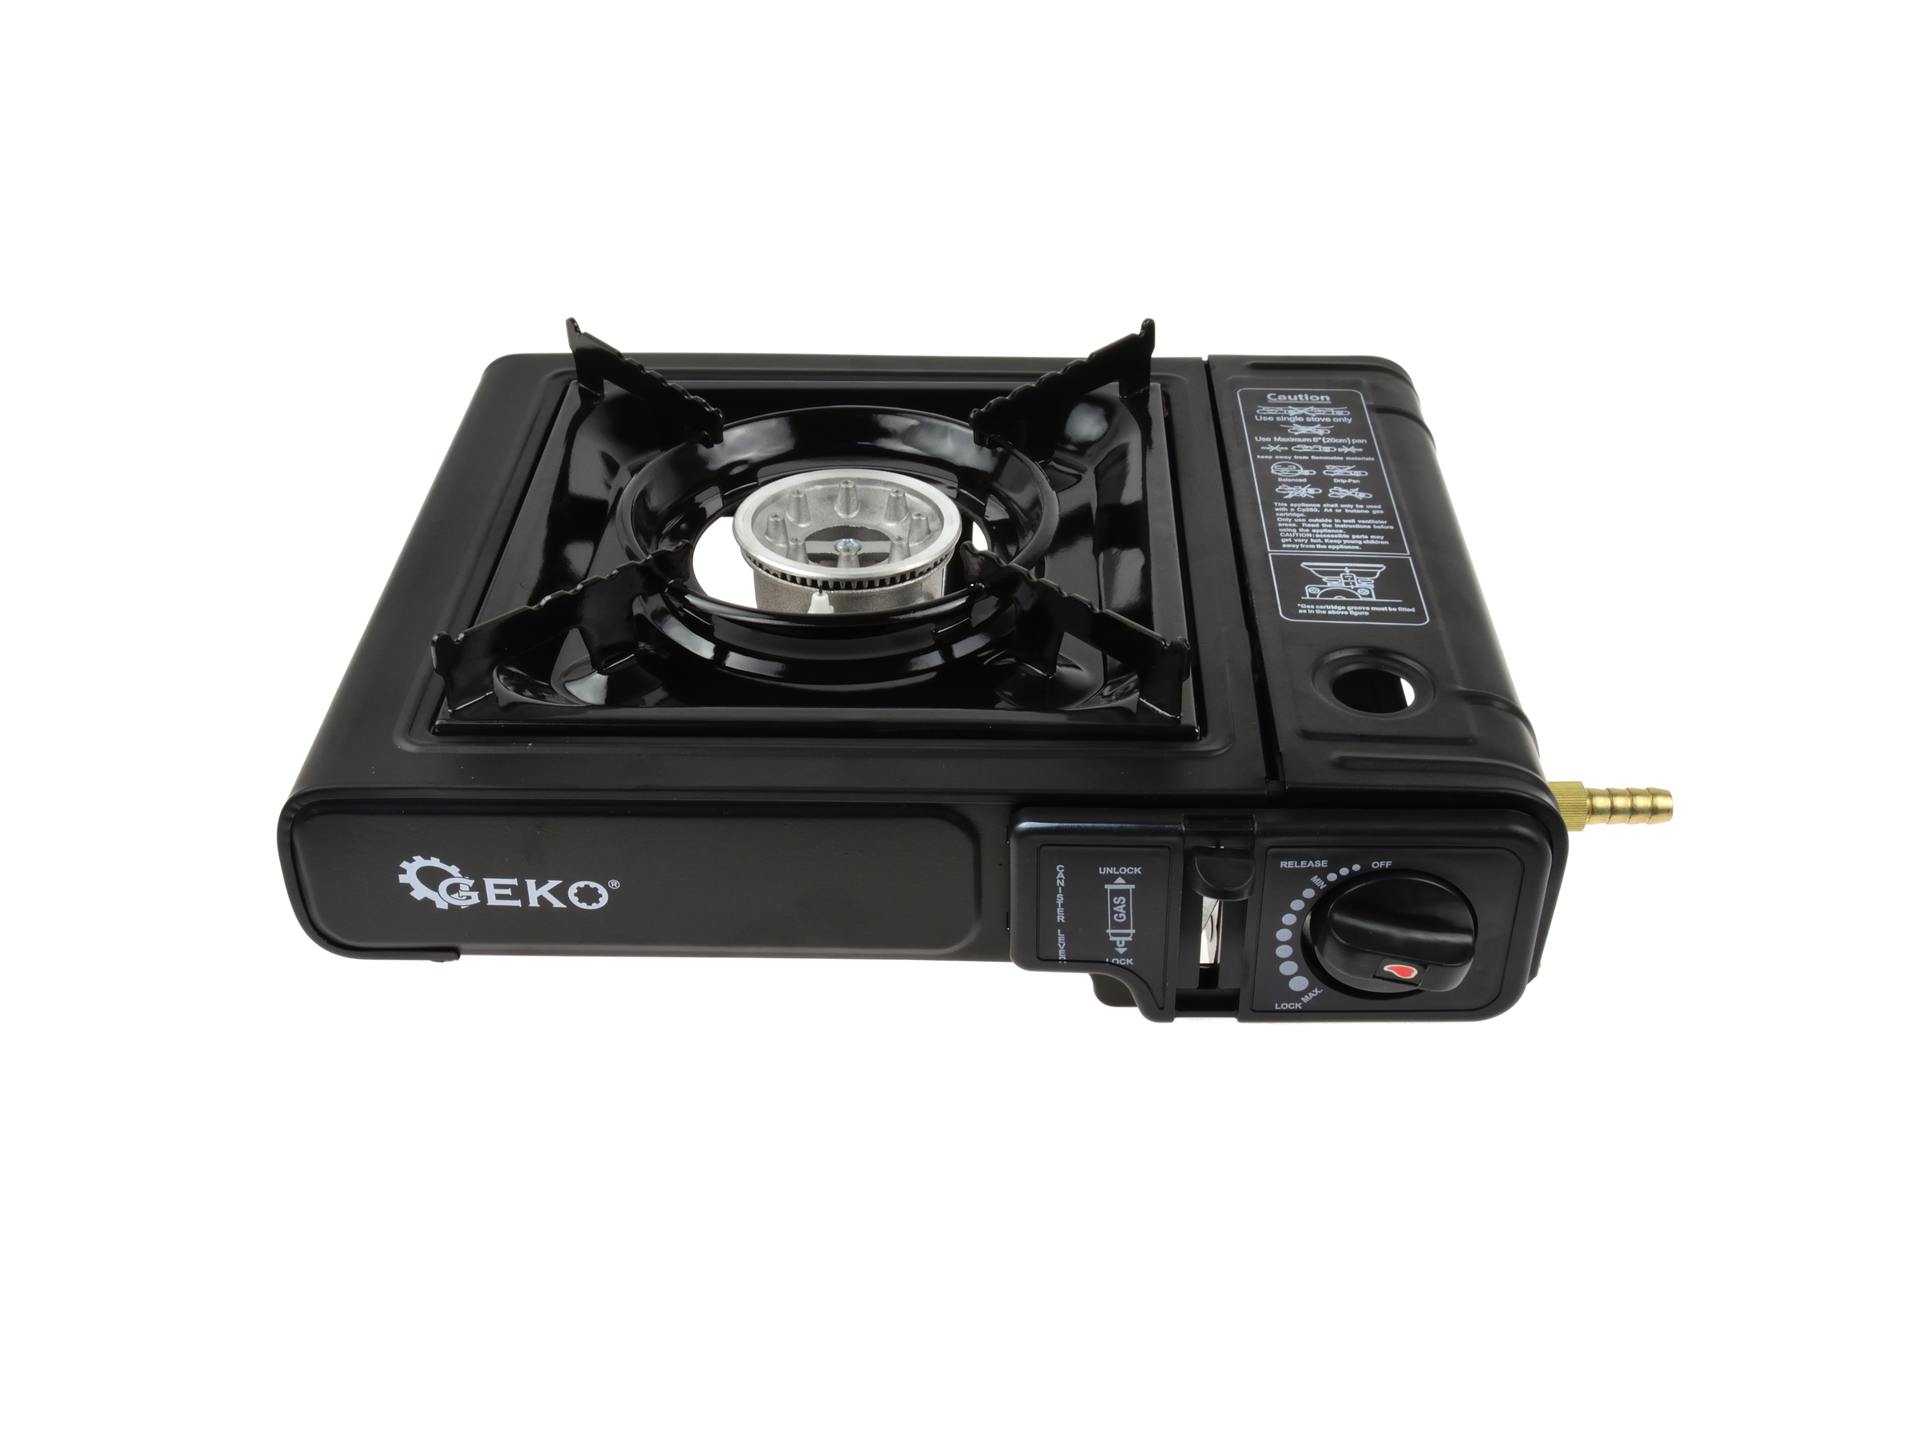 Caution
Use single stove only
Use Maximum 8" (20cm) pan
keep away from flammable materials
Balanced Drip-Pan
This appliance shall only be used
with a Cp250, A4 or butane gas
cartridge.
Only use outside in well ventilater
areas. Read the instructions before
using the appliance.
CAUTION:accessible parts may
get very hot. Keep young children
away from the appliance.
*Gas cartridge groove must be fitted
as in the above figure
GEKO®
CANISTER LEVER
UNLOCK
GAS
LOCK
RELEASE OFF
MIN
LOCK MAX.